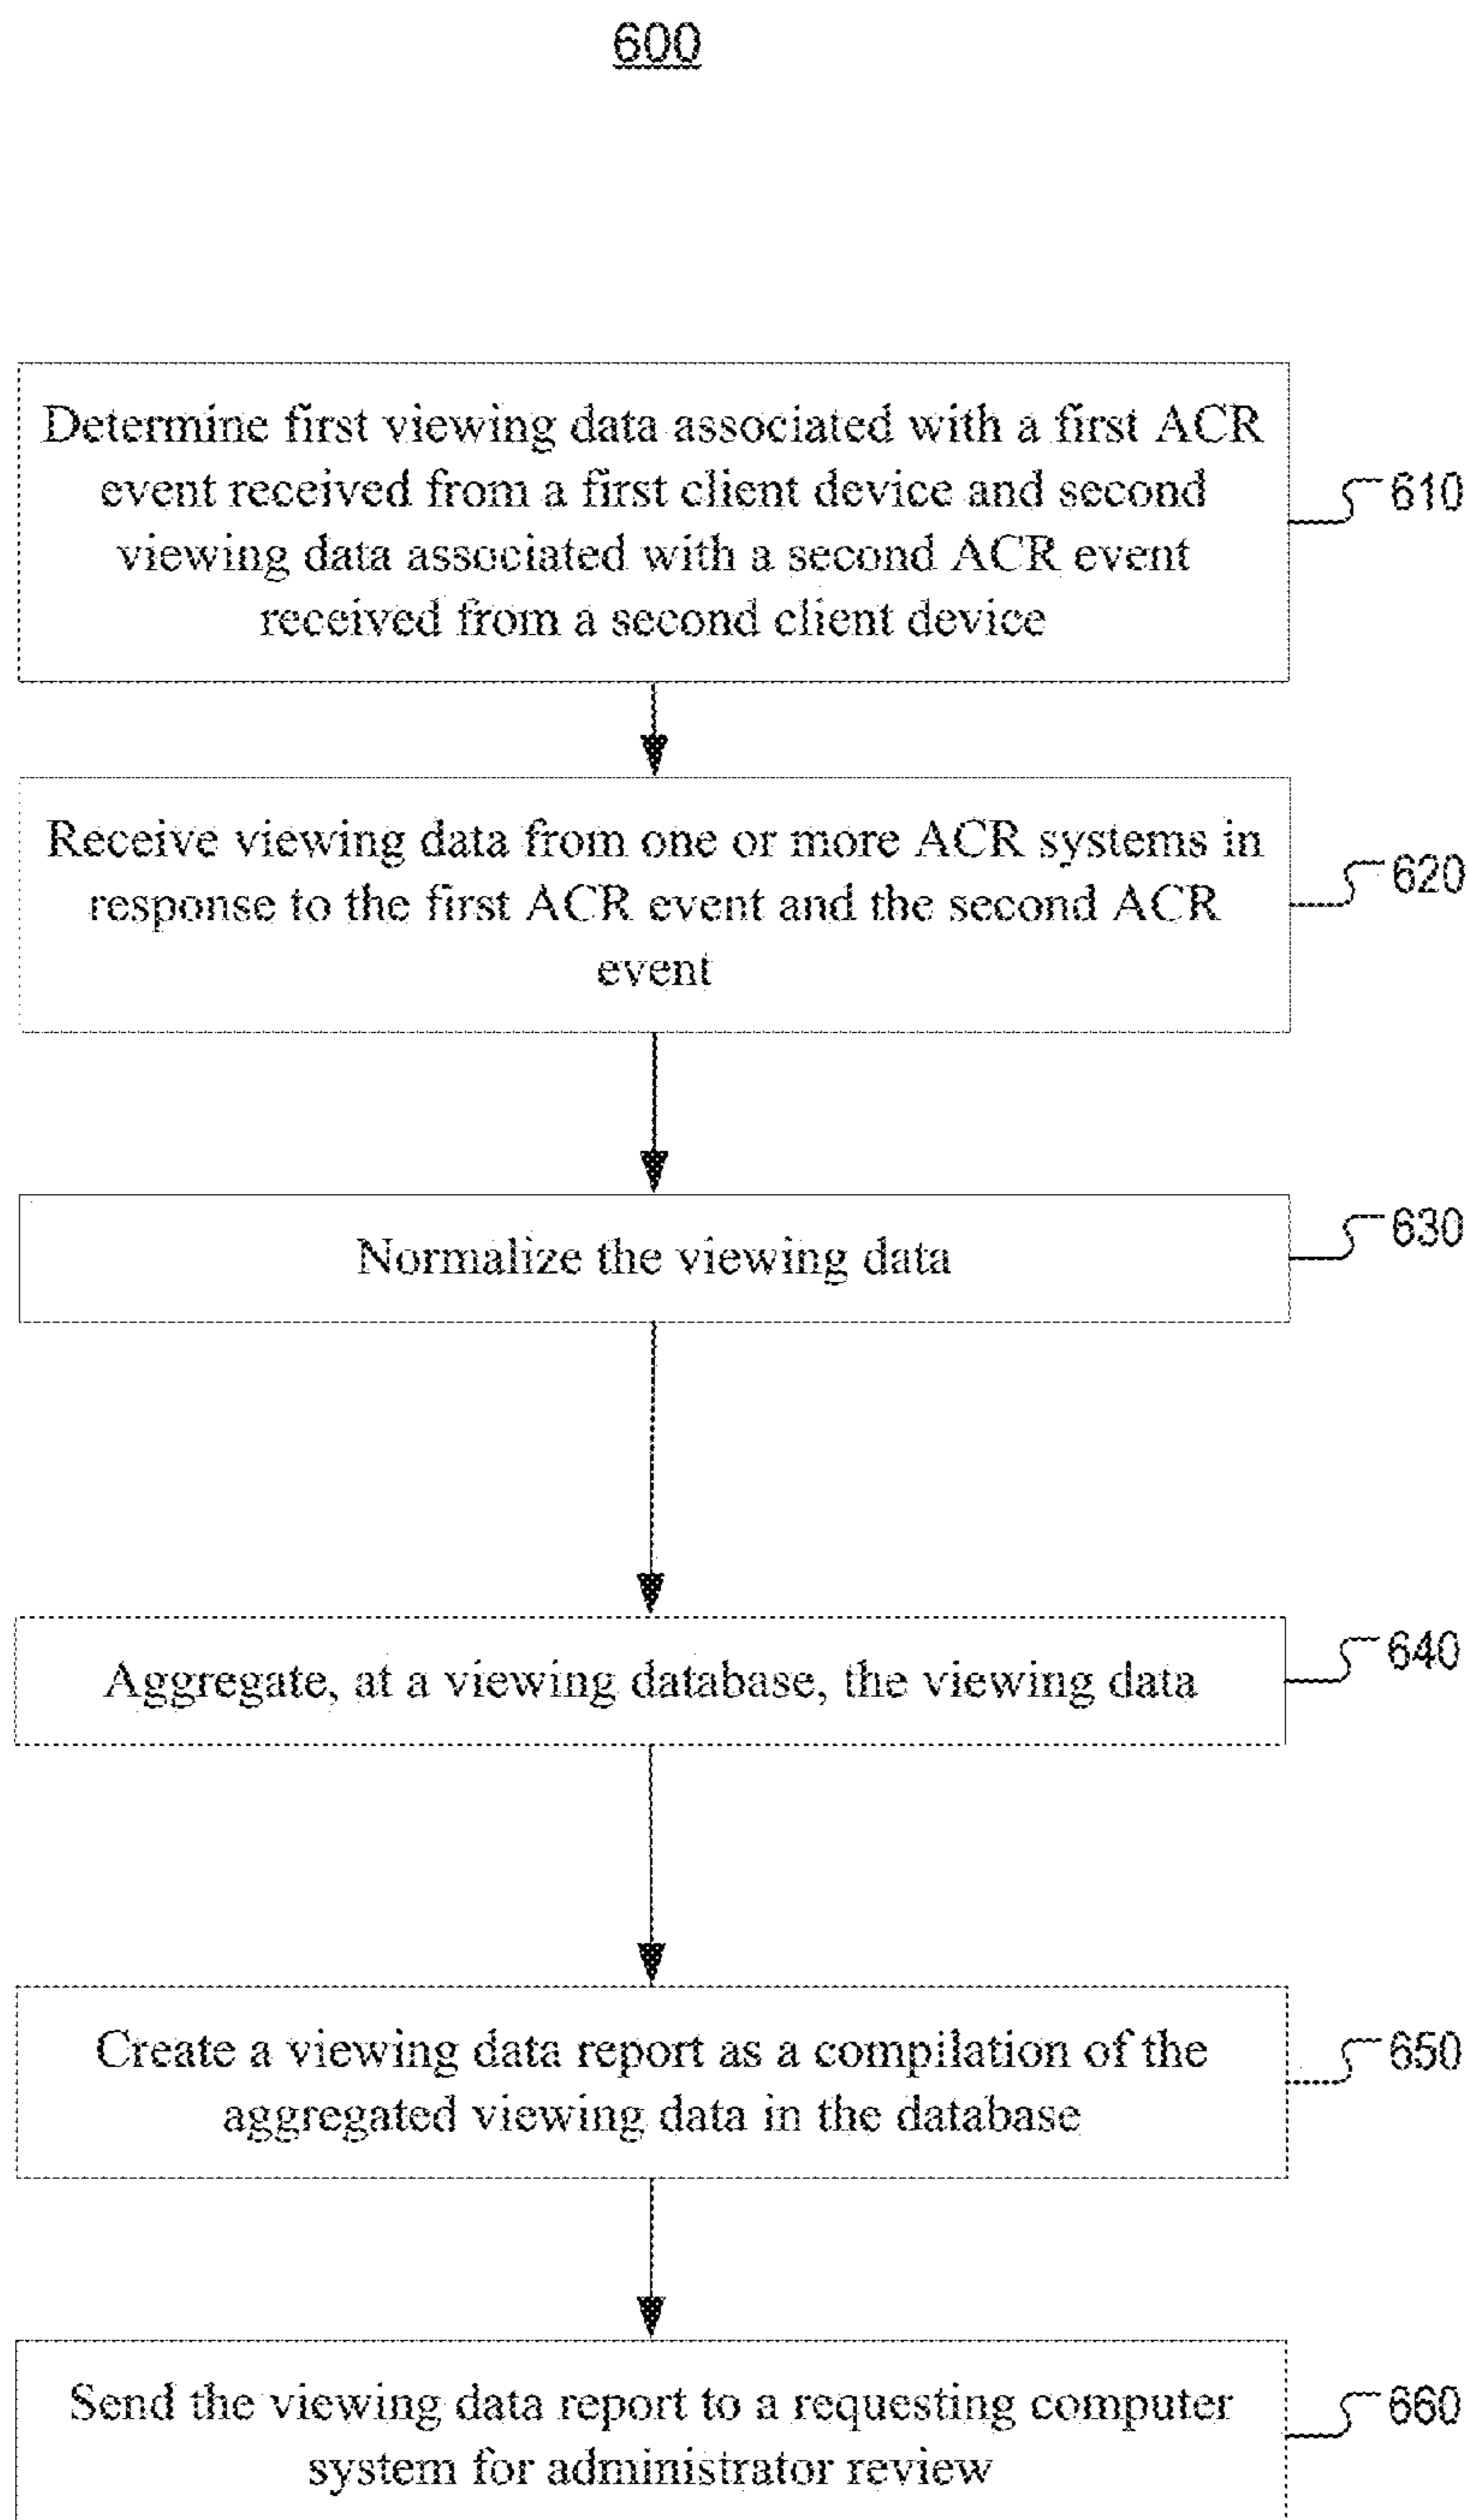 600
Determine first viewing data associated with a first ACR
event received from a first client device and second
viewing data associated with a second ACR event
received from a second client device
610
Receive viewing data from one or more ACR systems in
response to the first ACR event and the second ACR
event
620
Normalize the viewing data
630
Aggregate, at a viewing database, the viewing data
640
Create a viewing data report as a compilation of the
aggregated viewing data in the database
650
Send the viewing data report to a requesting computer
system for administrator review
660